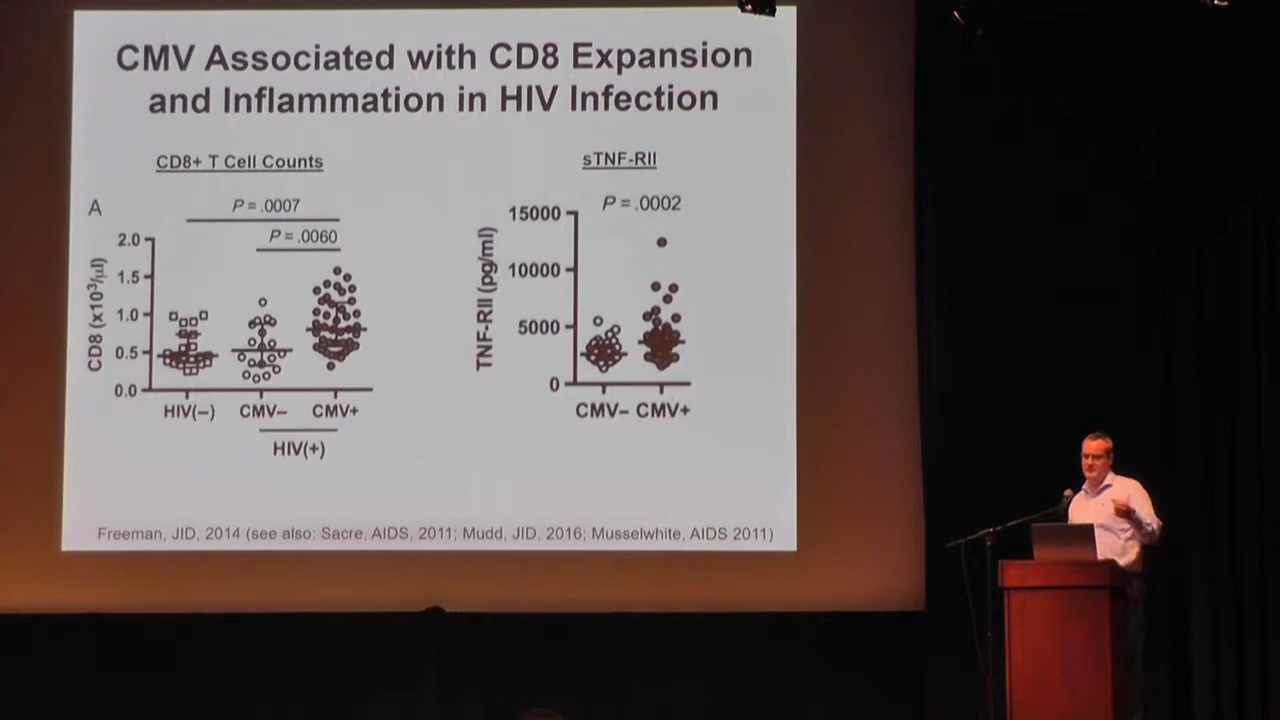 CMV Associated with CD8 Expansion
and Inflammation in HIV Infection
CD8+ T Cell Counts
A
P = .0007
P = .0060
CD8 (x10³/µl)
2.0
1.5
1.0
0.5
0.0
HIV(–)
CMV–
CMV+
HIV(+)
sTNF-RII
P = .0002
TNF-RII (pg/ml)
15000
10000
5000
0
CMV–
CMV+
Freeman, JID, 2014 (see also: Sacre, AIDS, 2011; Mudd, JID, 2016; Musselwhite, AIDS 2011)